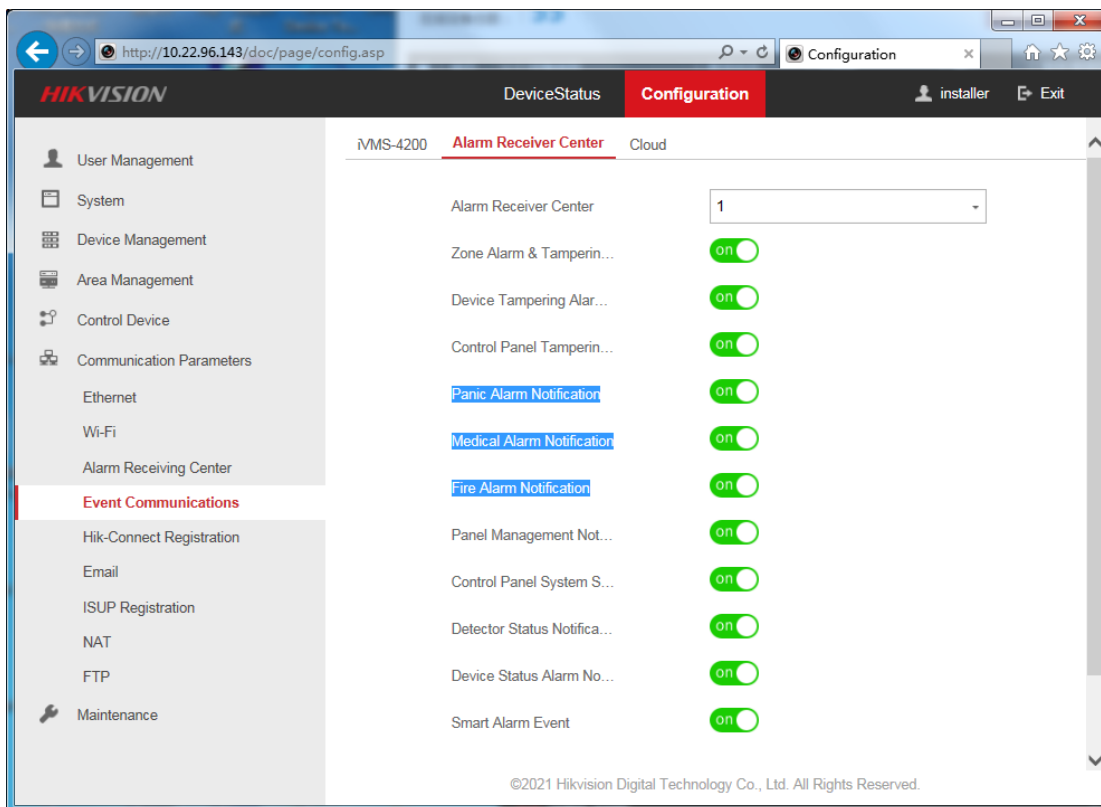 http://10.22.96.143/doc/page/config.asp
Configuration
HIKVISION
DeviceStatus
Configuration
installer
Exit
User Management
System
Device Management
Area Management
Control Device
Communication Parameters
Ethernet
Wi-Fi
Alarm Receiving Center
Event Communications
Hik-Connect Registration
Email
ISUP Registration
NAT
FTP
Maintenance
iVMS-4200
Alarm Receiver Center
Cloud
Alarm Receiver Center 1
Zone Alarm & Tamperin... on
Device Tampering Alar... on
Control Panel Tamperin... on
Panic Alarm Notification on
Medical Alarm Notification on
Fire Alarm Notification on
Panel Management Not... on
Control Panel System S... on
Detector Status Notifica... on
Device Status Alarm No... on
Smart Alarm Event on
©2021 Hikvision Digital Technology Co., Ltd. All Rights Reserved.